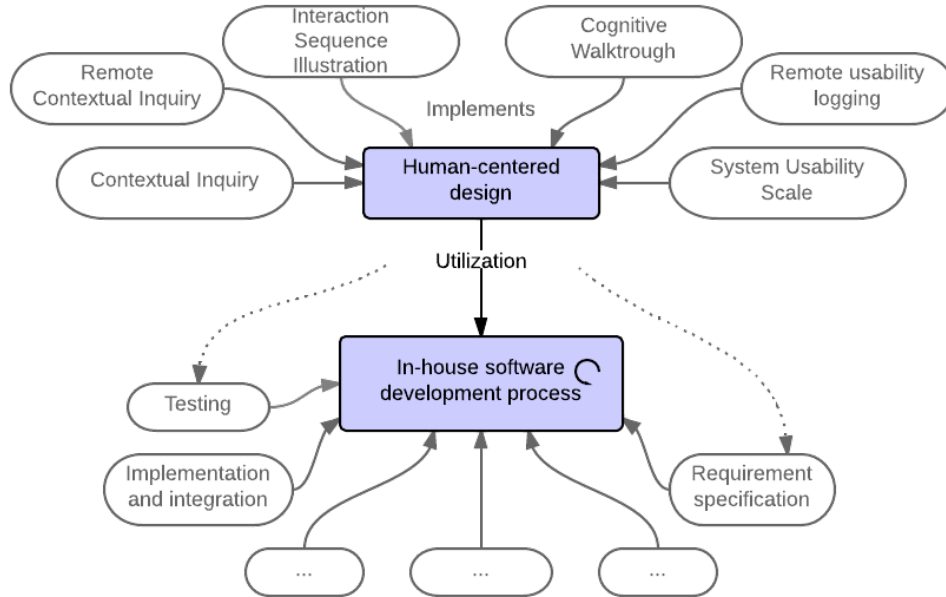 Interaction
Sequence
Illustration
Cognitive
Walktrough
Remote
Contextual Inquiry
Implements
Remote usability
logging
Contextual Inquiry
Human-centered
design
System Usability
Scale
Utilization
In-house software
development process
Testing
Implementation
and integration
Requirement
specification
...
...
...